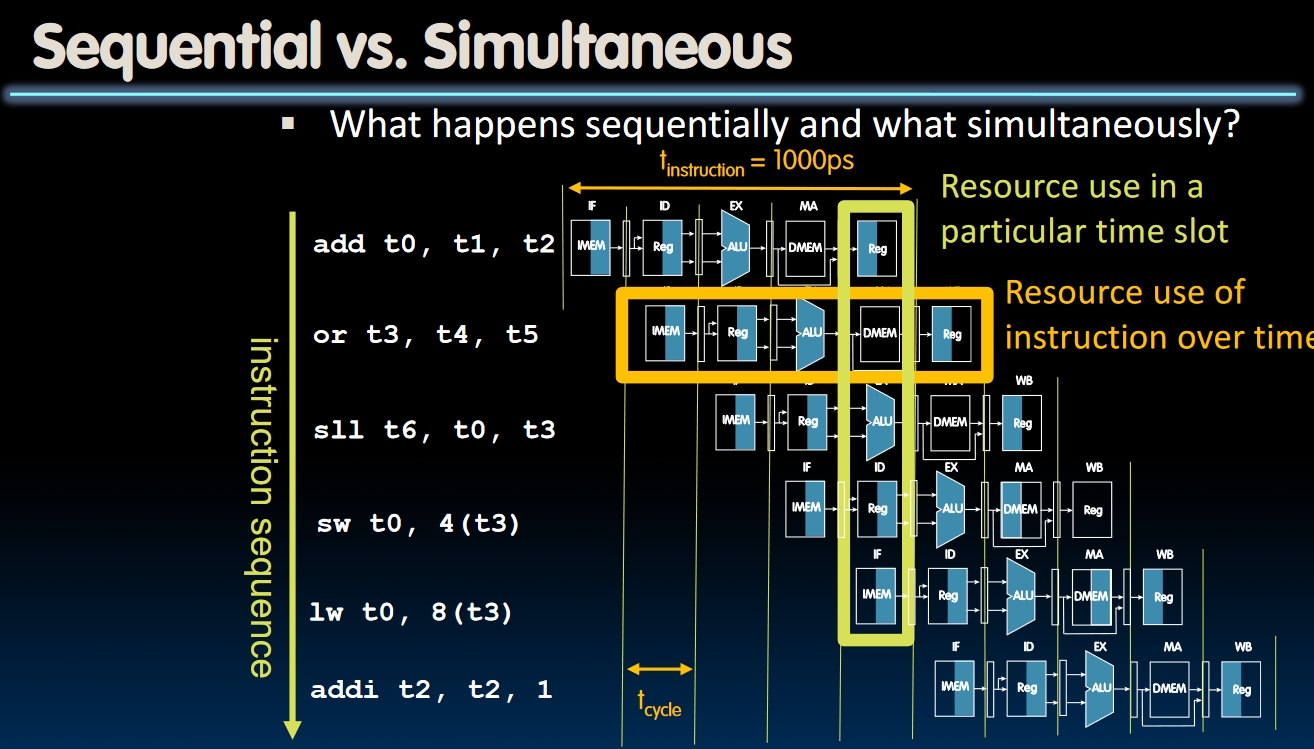 Sequential vs. Simultaneous
▪ What happens sequentially and what simultaneously?
t instruction = 1000ps
Resource use in a
particular time slot
Resource use of
instruction over time
instruction sequence
IF ID EX MA
add t0, t1, t2 IMEM Reg ALU DMEM Reg
or t3, t4, t5 IMEM Reg ALU DMEM Reg
WB
sll t6, t0, t3 IMEM Reg ALU DMEM Reg
IF ID EX MA WB
sw t0, 4(t3) IMEM Reg ALU DMEM Reg
IF ID EX MA WB
lw t0, 8(t3) IMEM Reg ALU DMEM Reg
IF ID EX MA WB
addi t2, t2, 1 IMEM Reg ALU DMEM Reg
t cycle